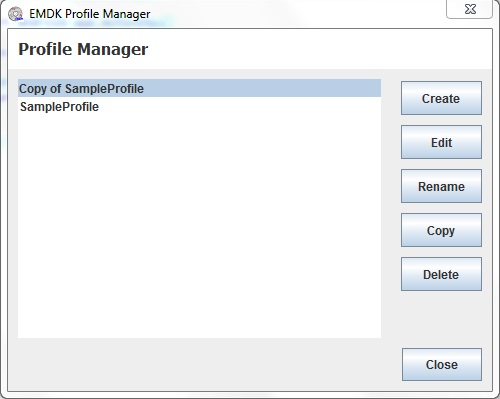 EMDK Profile Manager
Profile Manager
Copy of SampleProfile
SampleProfile
Create
Edit
Rename
Copy
Delete
Close